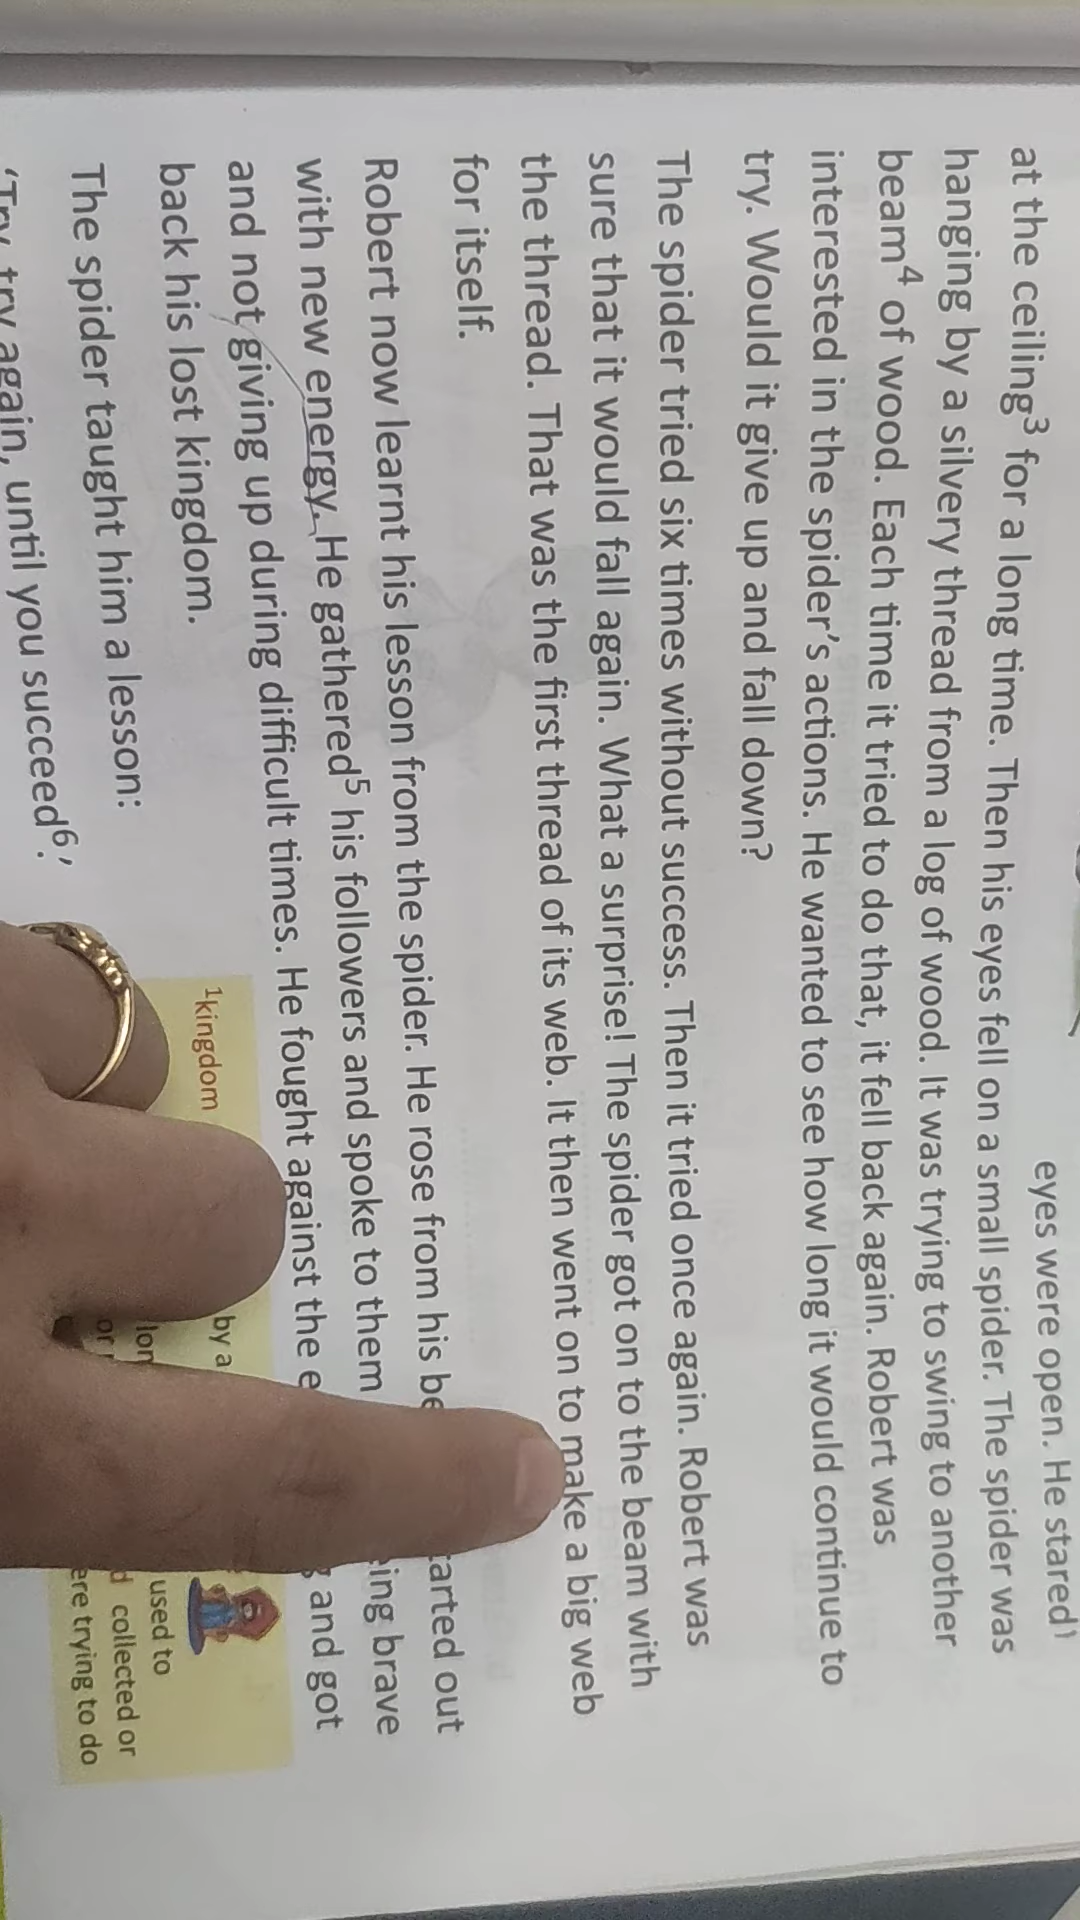 eyes were open. He stared
at the ceiling³ for a long time. Then his eyes fell on a small spider. The spider was
hanging by a silvery thread from a log of wood. It was trying to swing to another
beam⁴ of wood. Each time it tried to do that, it fell back again. Robert was
interested in the spider's actions. He wanted to see how long it would continue to
try. Would it give up and fall down?
The spider tried six times without success. Then it tried once again. Robert was
sure that it would fall again. What a surprise! The spider got on to the beam with
the thread. That was the first thread of its web. It then went on to make a big web
for itself.
Robert now learnt his lesson from the spider. He rose from his arted out
with new energy. He gathered⁵ his followers and spoke to them ing brave
and not giving up during difficult times. He fought against the and got
back his lost kingdom.
The spider taught him a lesson:
'Try, try again, until you succeed⁶.'
¹kingdom by a
used to
collected or
ere trying to do